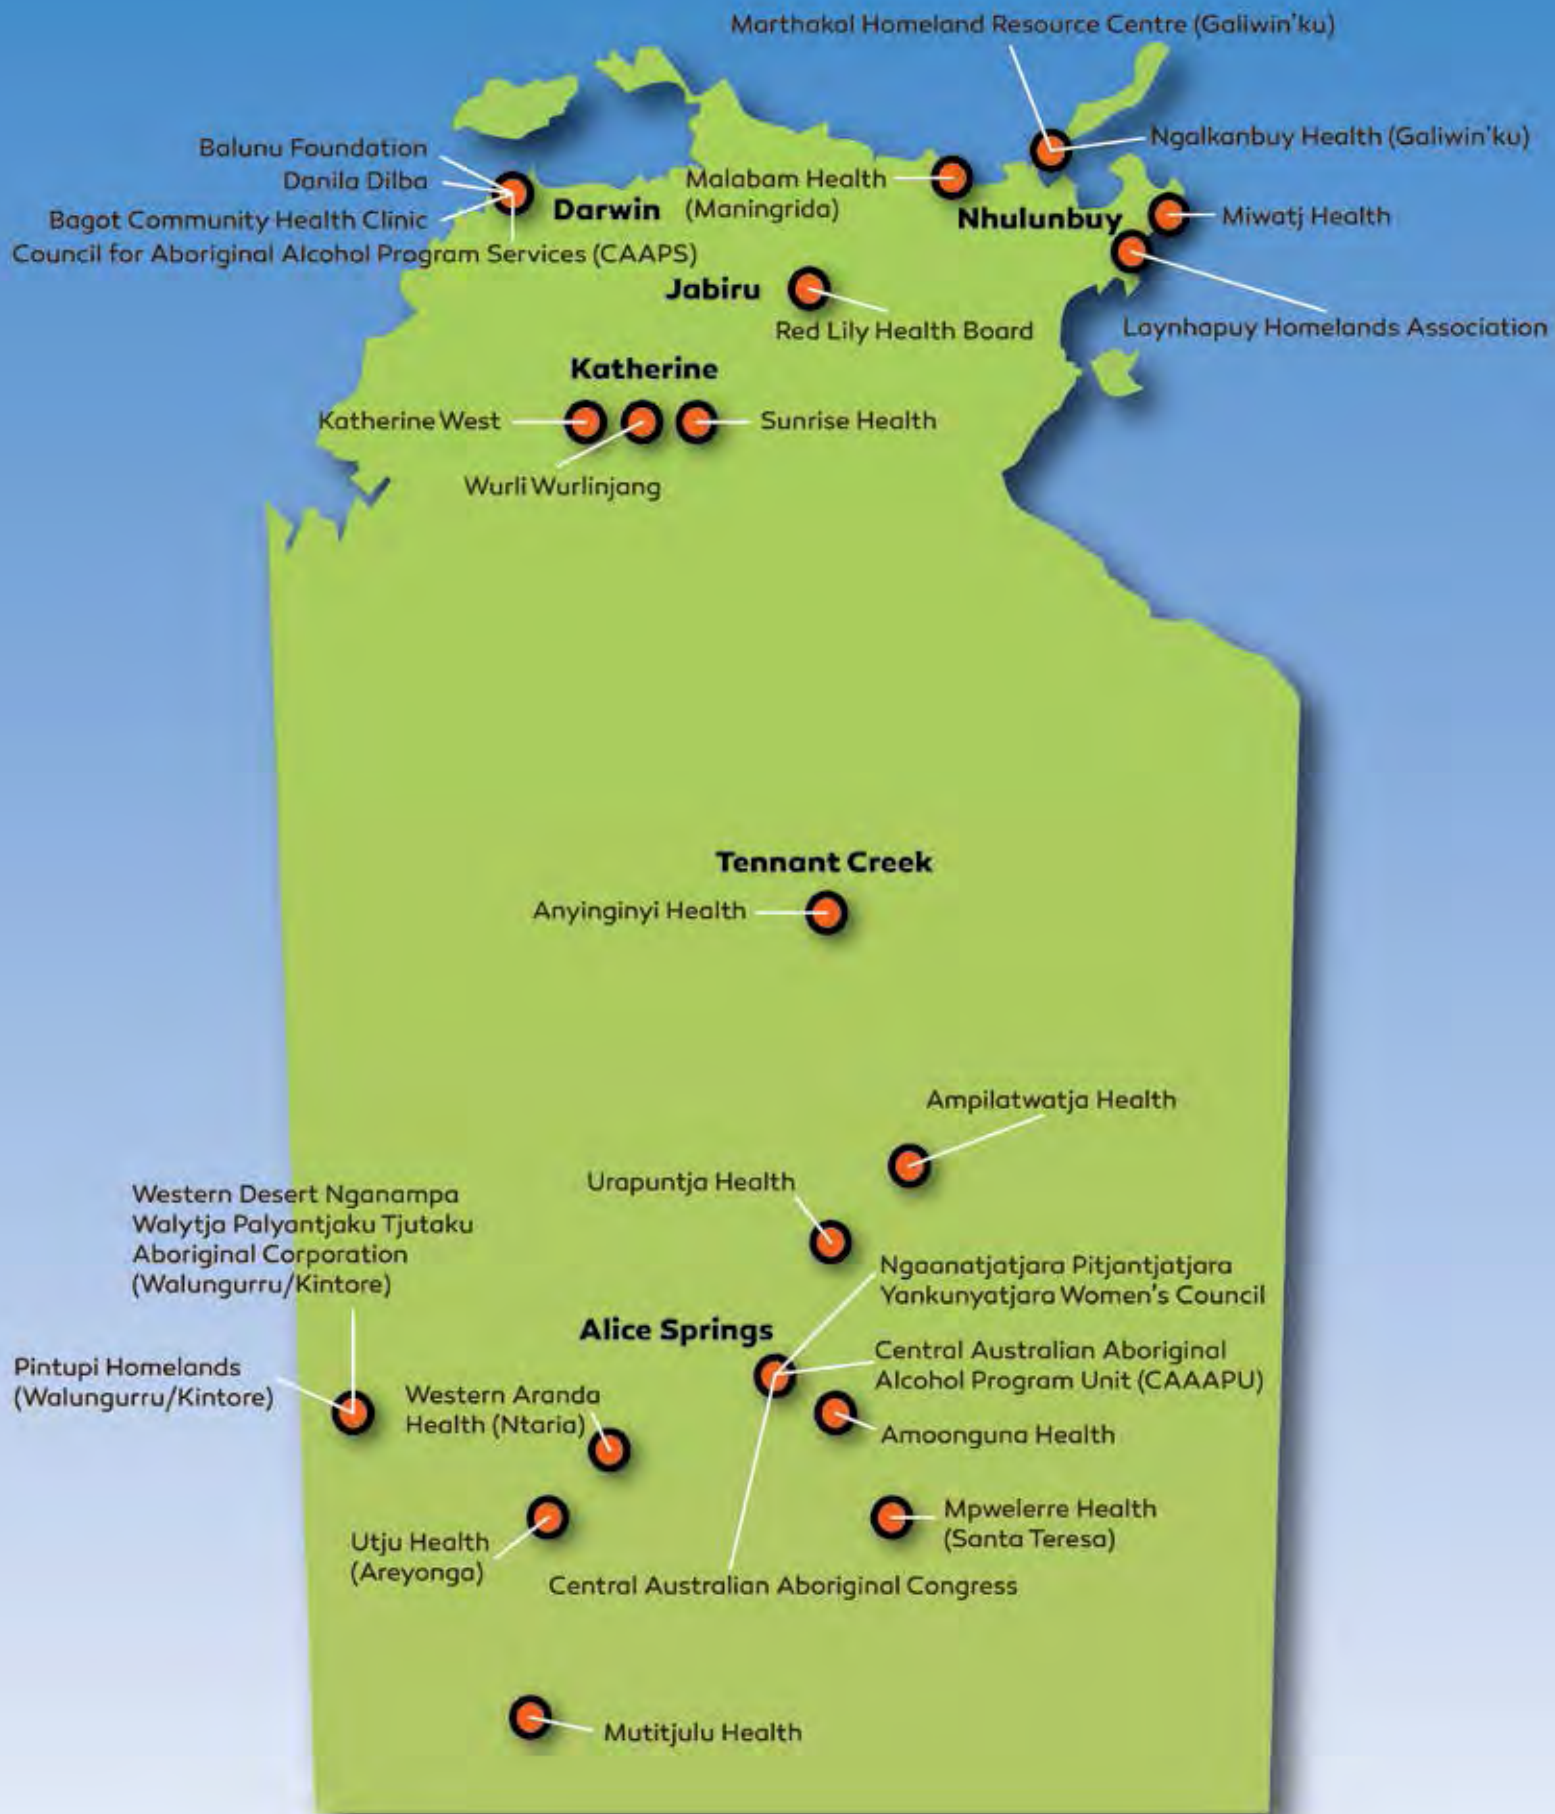 Marthakal Homeland Resource Centre (Galiwin'ku)
Ngalkanbuy Health (Galiwin'ku)
Balunu Foundation
Danila Dilba
Bagot Community Health Clinic
Council for Aboriginal Alcohol Program Services (CAAPS)
Darwin
Malabam Health
(Maningrida)
Nhulunbuy
Miwatj Health
Jabiru
Red Lily Health Board
Laynhapuy Homelands Association
Katherine
Katherine West
Sunrise Health
Wurli Wurlinjang
Tennant Creek
Anyinginyi Health
Ampilatwatja Health
Urapuntja Health
Western Desert Nganampa
Walytja Palyantjaku Tjutaku
Aboriginal Corporation
(Walungurru/Kintore)
Ngaanatjatjara Pitjantjatjara
Yankunyatjara Women's Council
Alice Springs
Central Australian Aboriginal
Alcohol Program Unit (CAAAPU)
Pintupi Homelands
(Walungurru/Kintore)
Western Aranda
Health (Ntaria)
Amoonguna Health
Mpwelerre Health
(Santa Teresa)
Utju Health
(Areyonga)
Central Australian Aboriginal Congress
Mutitjulu Health